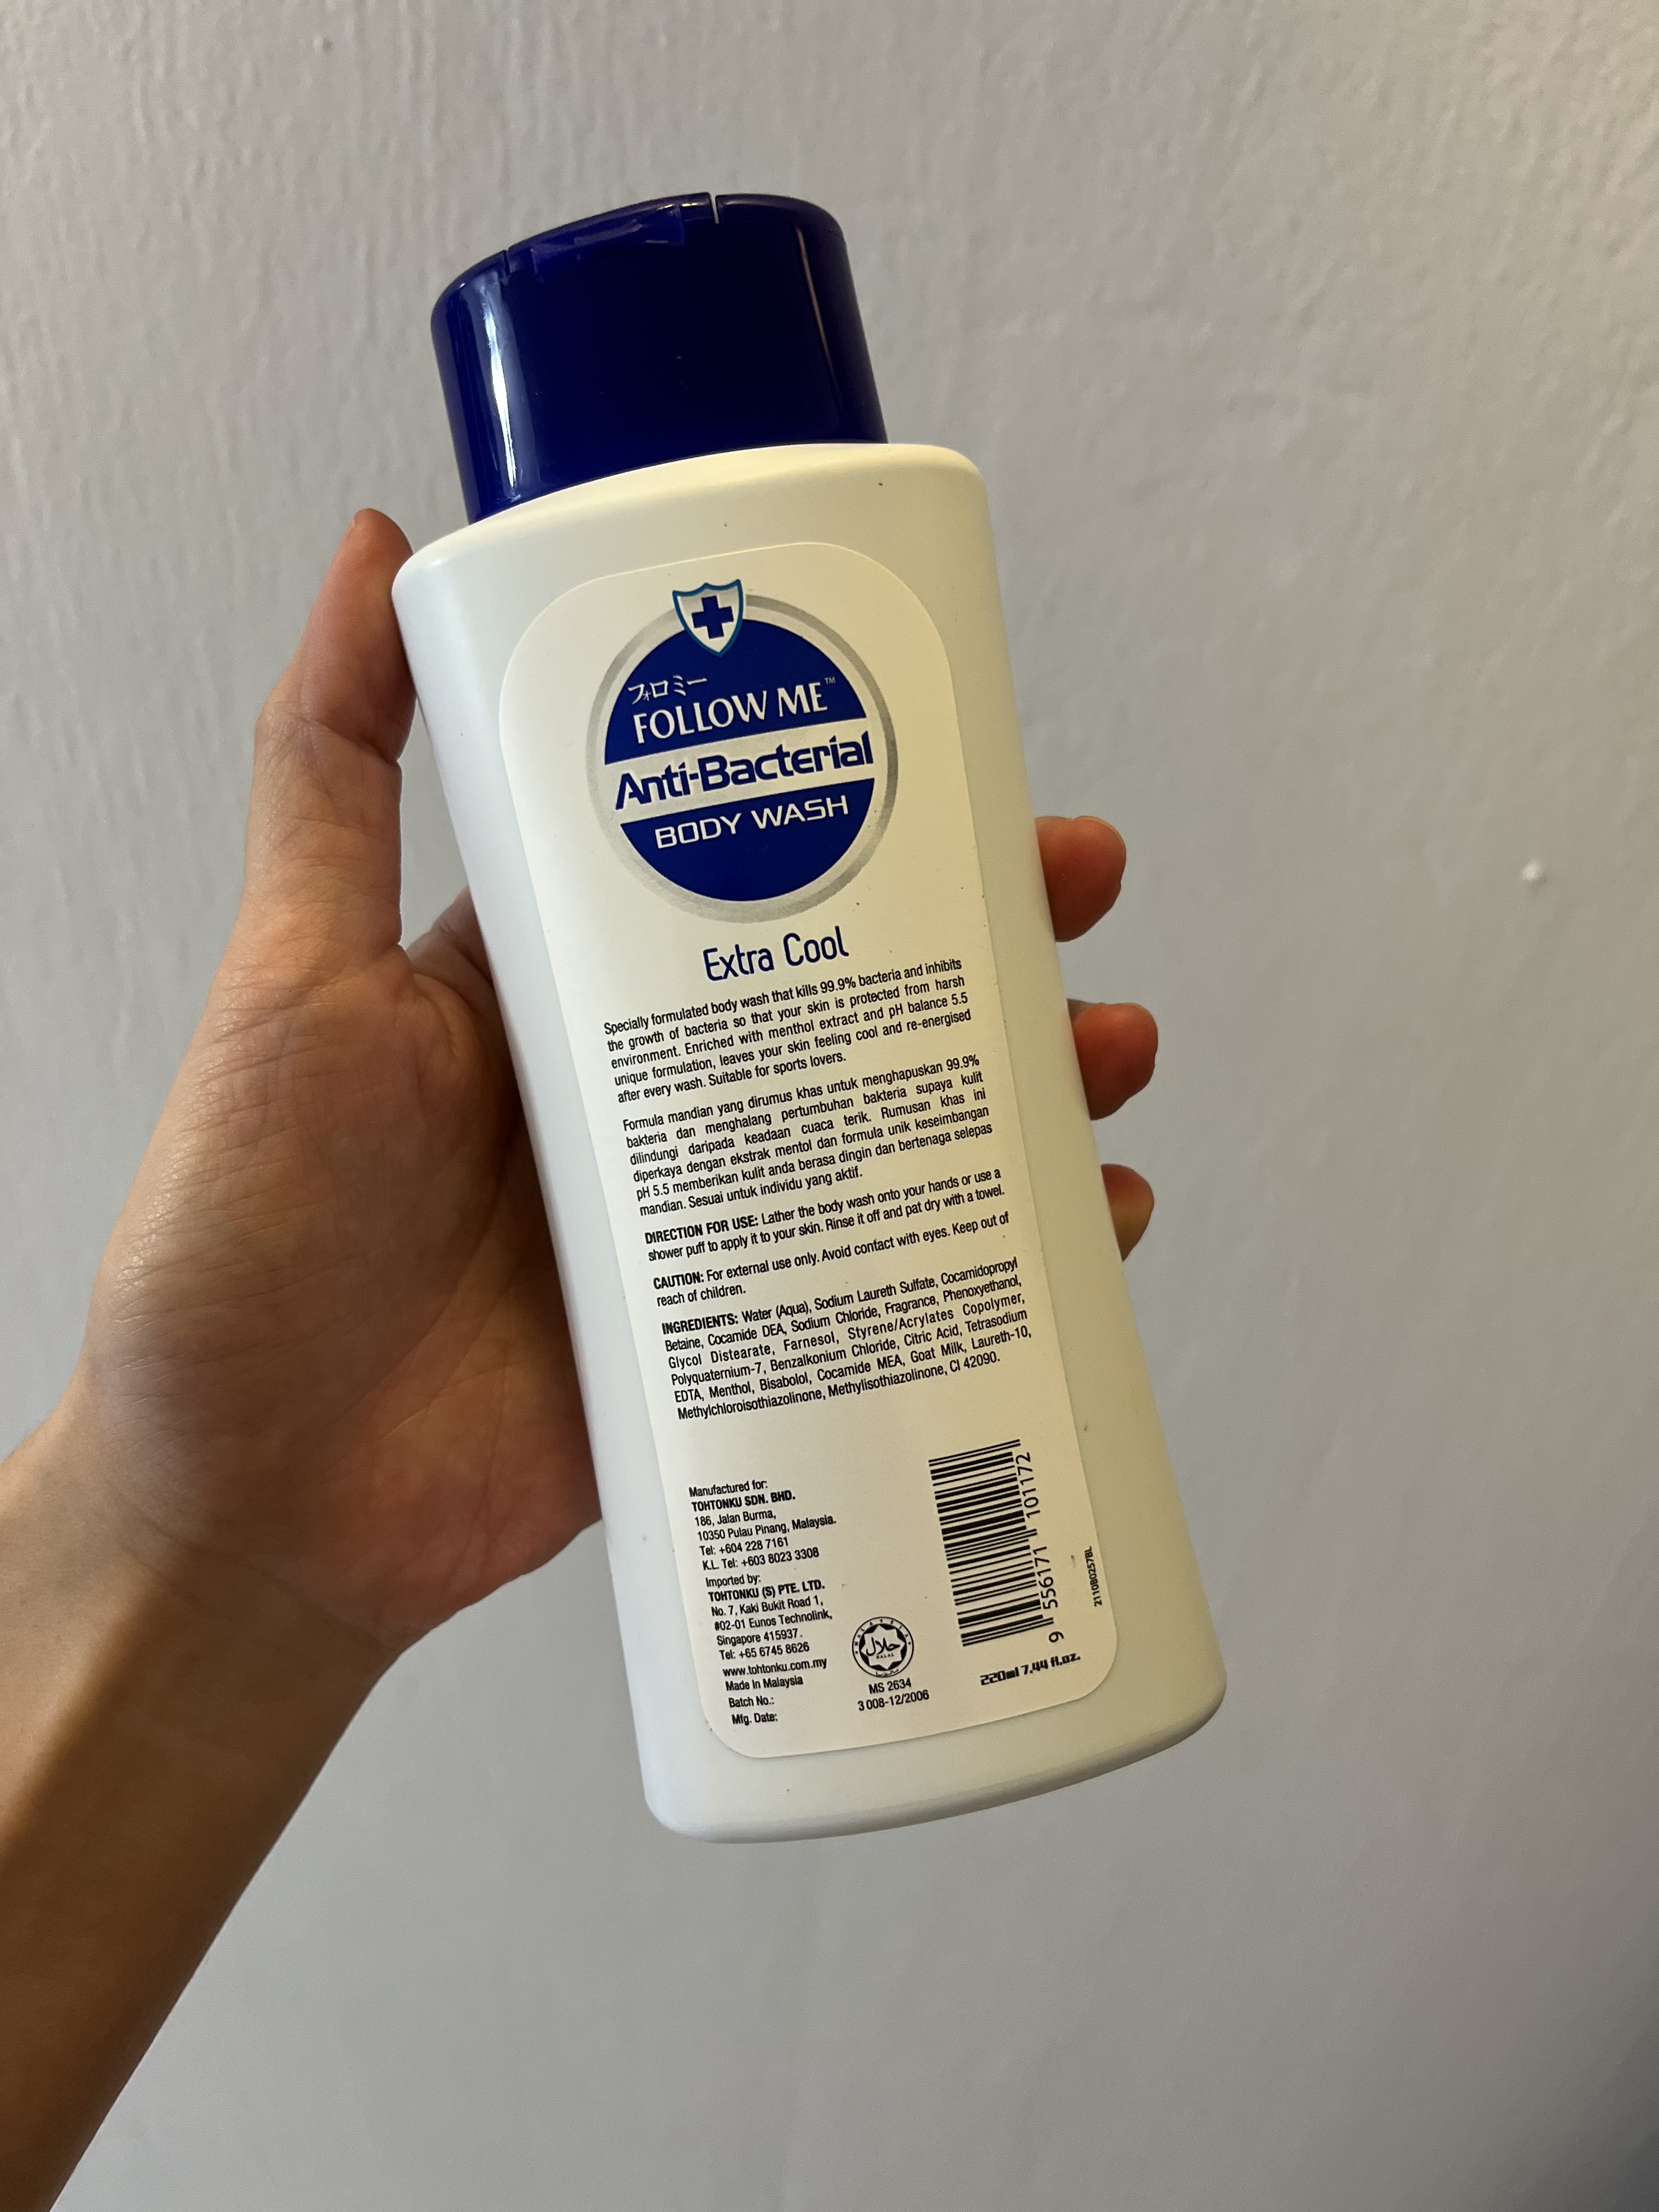 フォロミー
FOLLOW ME™
Anti-Bacterial
BODY WASH
Extra Cool
Specially formulated body wash that kills 99.9% bacteria and inhibits
the growth of bacteria so that your skin is protected from harsh
environment. Enriched with menthol extract and pH balance 5.5
unique formulation, leaves your skin feeling cool and re-energised
after every wash. Suitable for sports lovers.
Formula mandian yang dirumus khas untuk menghapuskan 99.9%
bakteria dan menghalang pertumbuhan bakteria supaya kulit
dilindungi daripada keadaan cuaca terik. Rumusan khas ini
diperkaya dengan ekstrak mentol dan formula unik keseimbangan
pH 5.5 memberikan kulit anda berasa dingin dan bertenaga selepas
mandian. Sesuai untuk individu yang aktif.
DIRECTION FOR USE: Lather the body wash onto your hands or use a
shower puff to apply it to your skin. Rinse it off and pat dry with a towel.
CAUTION: For external use only. Avoid contact with eyes. Keep out of
reach of children.
INGREDIENTS: Water (Aqua), Sodium Laureth Sulfate, Cocamidopropyl
Betaine, Cocamide DEA, Sodium Chloride, Fragrance, Phenoxyethanol,
Glycol Distearate, Farnesol, Styrene/Acrylates Copolymer,
Polyquaternium-7, Benzalkonium Chloride, Citric Acid, Tetrasodium
EDTA, Menthol, Bisabolol, Cocamide MEA, Goat Milk, Laureth-10,
Methylchloroisothiazolinone, Methylisothiazolinone, CI 42090.
Manufactured for:
TOHTONKU SDN. BHD.
186, Jalan Burma,
10350 Pulau Pinang, Malaysia.
Tel: +604 228 7161
K.L. Tel: +603 8023 3308
Imported by:
TOHTONKU (S) PTE. LTD.
No. 7, Kaki Bukit Road 1,
#02-01 Eunos Technolink,
Singapore 415937.
Tel: +65 6745 8626
www.tohtonku.com.my
Made In Malaysia
Batch No.:
Mfg. Date:
MALAYSIA
حلال
HALAL
MS 2634
3 008-12/2006
9 556171 101172
211080257BL
220ml 7.44 fl.oz.